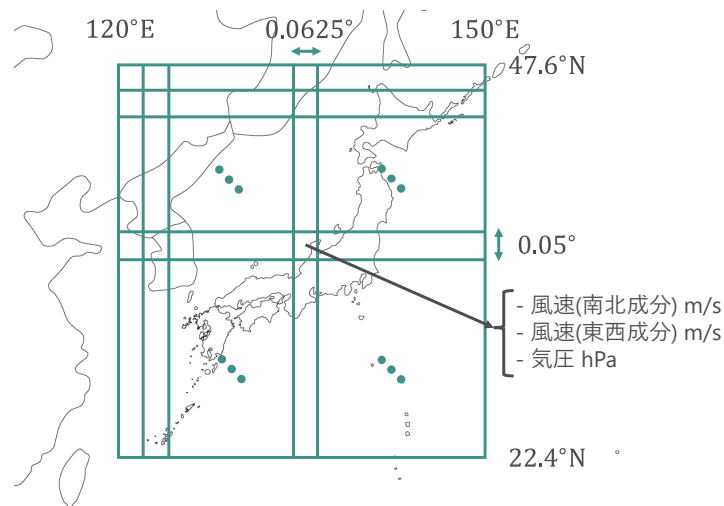 120°E 0.0625° 150°E
47.6°N
0.05°
- 風速(南北成分) m/s
- 風速(東西成分) m/s
- 気圧 hPa
22.4°N